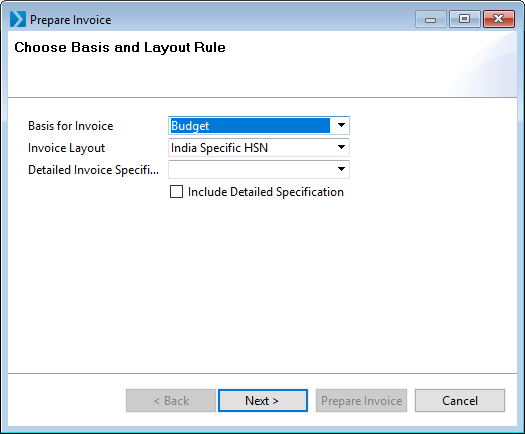 Prepare Invoice
Choose Basis and Layout Rule
Basis for Invoice Budget
Invoice Layout India Specific HSN
Detailed Invoice Specifi...
Include Detailed Specification
< Back Next > Prepare Invoice Cancel